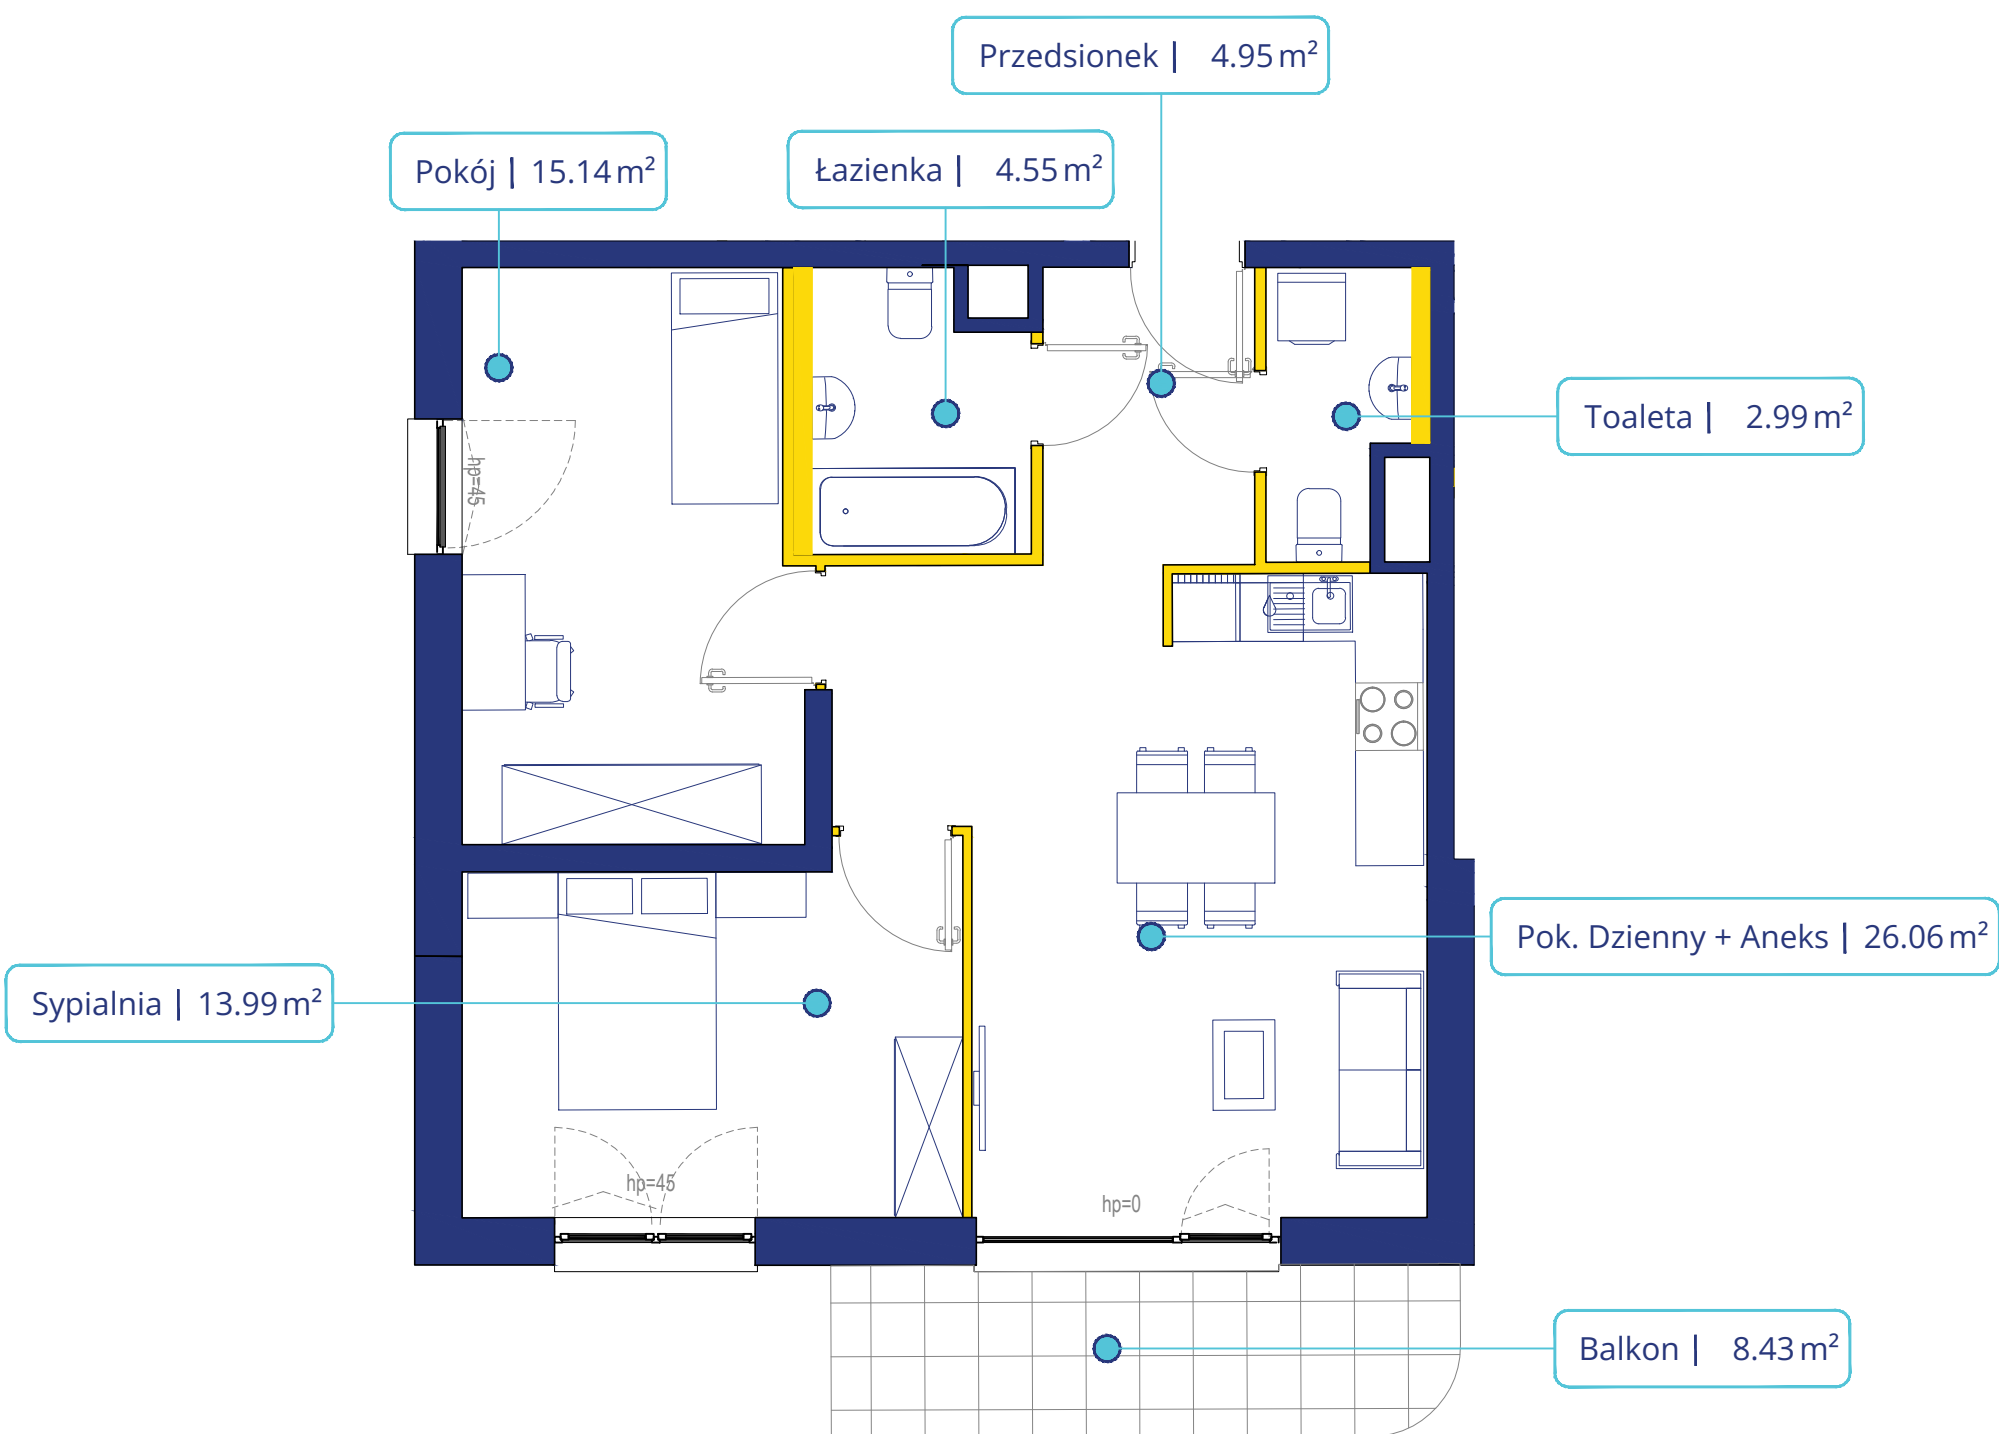 Przedsionek | 4.95 m²
Pokój | 15.14 m²
Łazienka | 4.55 m²
Toaleta | 2.99 m²
hp=45
Pok. Dzienny + Aneks | 26.06 m²
Sypialnia | 13.99 m²
hp=45
hp=0
Balkon | 8.43 m²